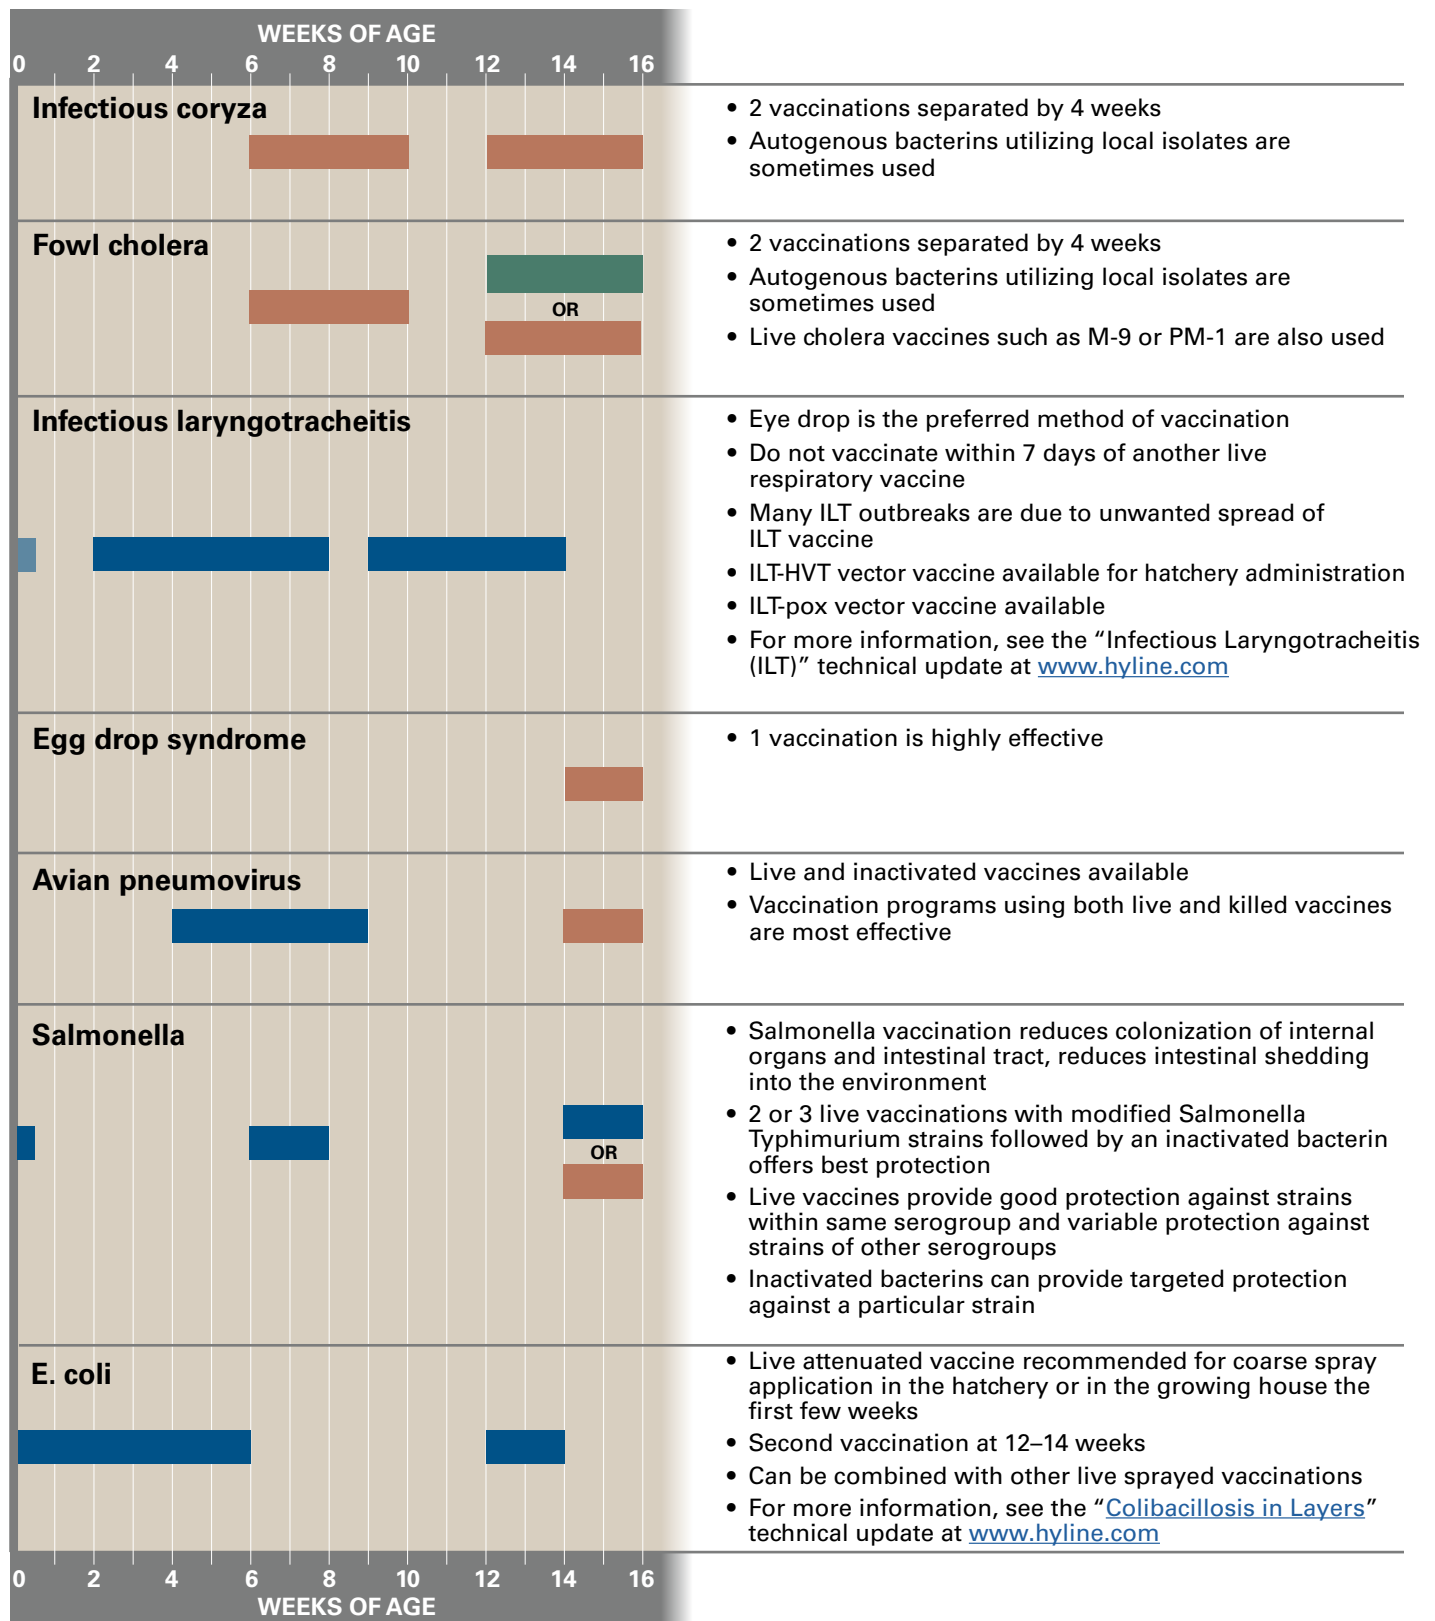 WEEKS OF AGE
0 2 4 6 8 10 12 14 16
Infectious coryza
• 2 vaccinations separated by 4 weeks
• Autogenous bacterins utilizing local isolates are
sometimes used
Fowl cholera
OR
• 2 vaccinations separated by 4 weeks
• Autogenous bacterins utilizing local isolates are
sometimes used
• Live cholera vaccines such as M-9 or PM-1 are also used
Infectious laryngotracheitis
• Eye drop is the preferred method of vaccination
• Do not vaccinate within 7 days of another live
respiratory vaccine
• Many ILT outbreaks are due to unwanted spread of
ILT vaccine
• ILT-HVT vector vaccine available for hatchery administration
• ILT-pox vector vaccine available
• For more information, see the “Infectious Laryngotracheitis
(ILT)” technical update at www.hyline.com
Egg drop syndrome
• 1 vaccination is highly effective
Avian pneumovirus
• Live and inactivated vaccines available
• Vaccination programs using both live and killed vaccines
are most effective
Salmonella
OR
• Salmonella vaccination reduces colonization of internal
organs and intestinal tract, reduces intestinal shedding
into the environment
• 2 or 3 live vaccinations with modified Salmonella
Typhimurium strains followed by an inactivated bacterin
offers best protection
• Live vaccines provide good protection against strains
within same serogroup and variable protection against
strains of other serogroups
• Inactivated bacterins can provide targeted protection
against a particular strain
E. coli
• Live attenuated vaccine recommended for coarse spray
application in the hatchery or in the growing house the
first few weeks
• Second vaccination at 12–14 weeks
• Can be combined with other live sprayed vaccinations
• For more information, see the “Colibacillosis in Layers”
technical update at www.hyline.com
0 2 4 6 8 10 12 14 16
WEEKS OF AGE